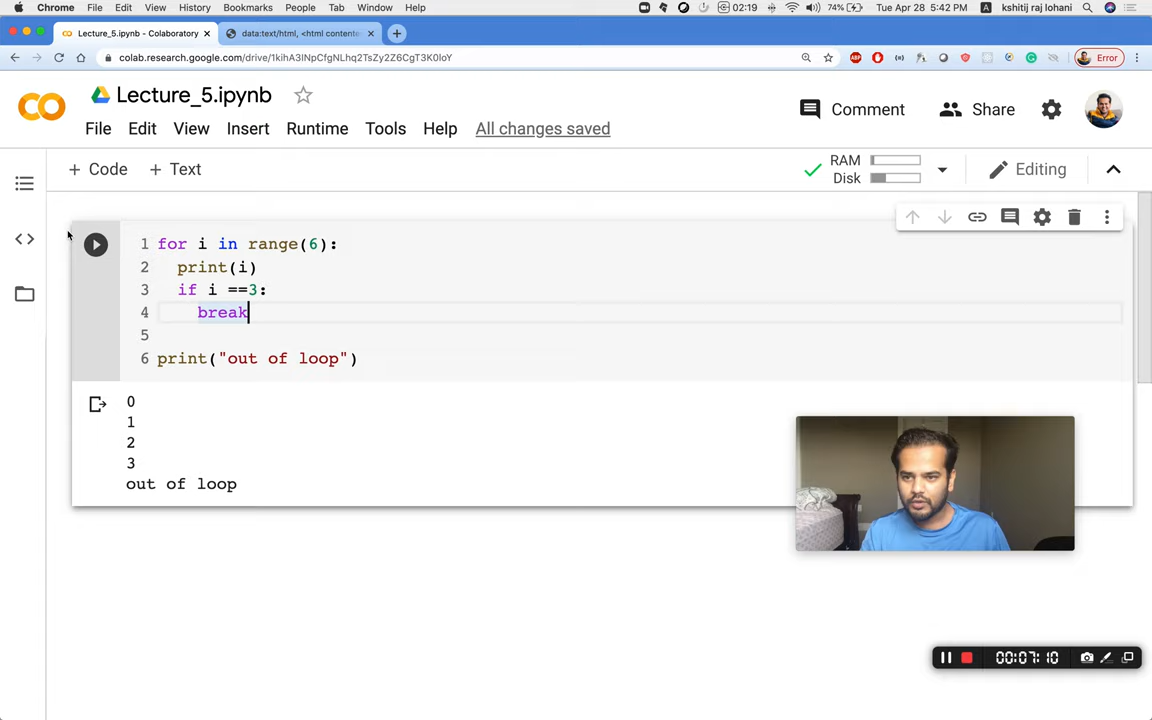 Chrome File Edit View History Bookmarks People Tab Window Help 02:19 74% Tue Apr 28 5:42 PM A kshitij raj lohani
Lecture_5.ipynb - Colaboratory data:text/html, <html contente
colab.research.google.com/drive/1kihA3INpCfgNLhq2TsZy2Z6CgT3K0loY ABP Error
CO Lecture_5.ipynb
Comment Share
File Edit View Insert Runtime Tools Help All changes saved
+ Code + Text
RAM
Disk
Editing
1 for i in range(6):
2 print(i)
3 if i ==3:
4 break
5
6 print("out of loop")
0
1
2
3
out of loop
00:07:10